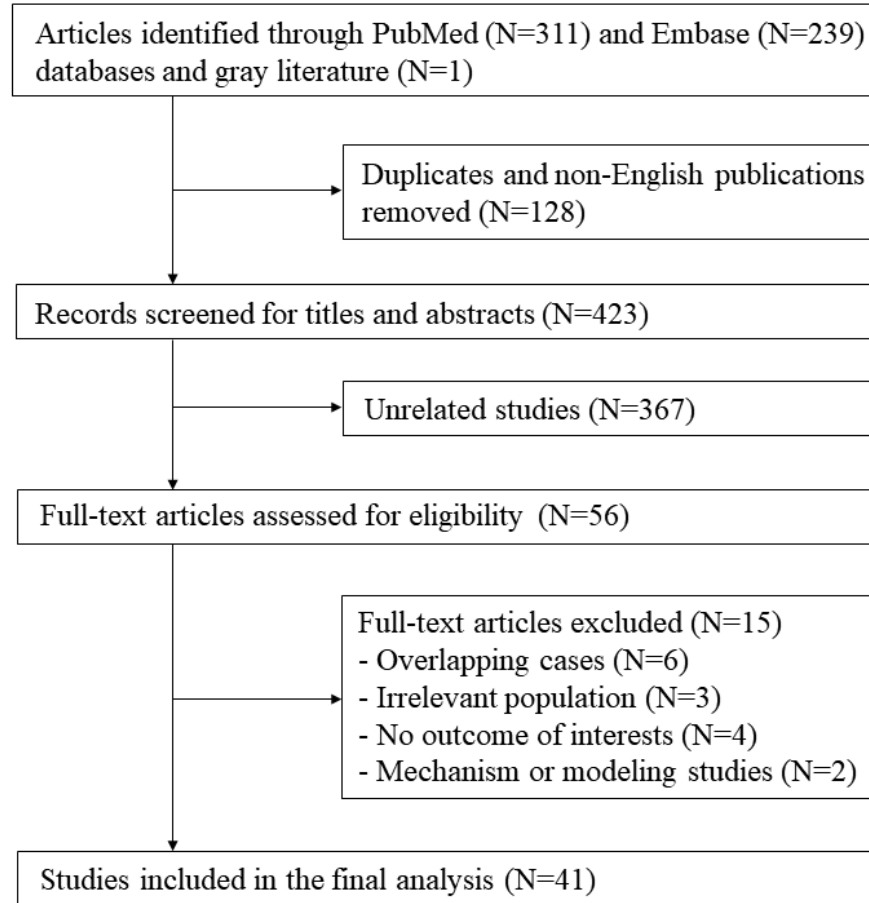 Articles identified through PubMed (N=311) and Embase (N=239)
databases and gray literature (N=1)
Duplicates and non-English publications
removed (N=128)
Records screened for titles and abstracts (N=423)
Unrelated studies (N=367)
Full-text articles assessed for eligibility (N=56)
Full-text articles excluded (N=15)
- Overlapping cases (N=6)
- Irrelevant population (N=3)
- No outcome of interests (N=4)
- Mechanism or modeling studies (N=2)
Studies included in the final analysis (N=41)